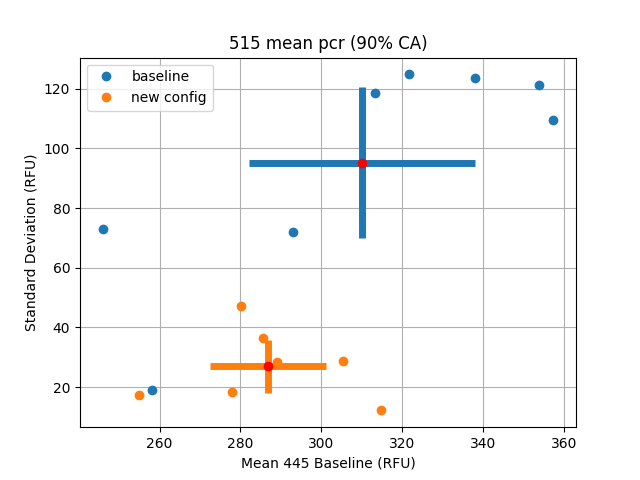 515 mean pcr (90% CA)
baseline
new config
120
100
80
60
40
20
Standard Deviation (RFU)
260 280 300 320 340 360
Mean 445 Baseline (RFU)